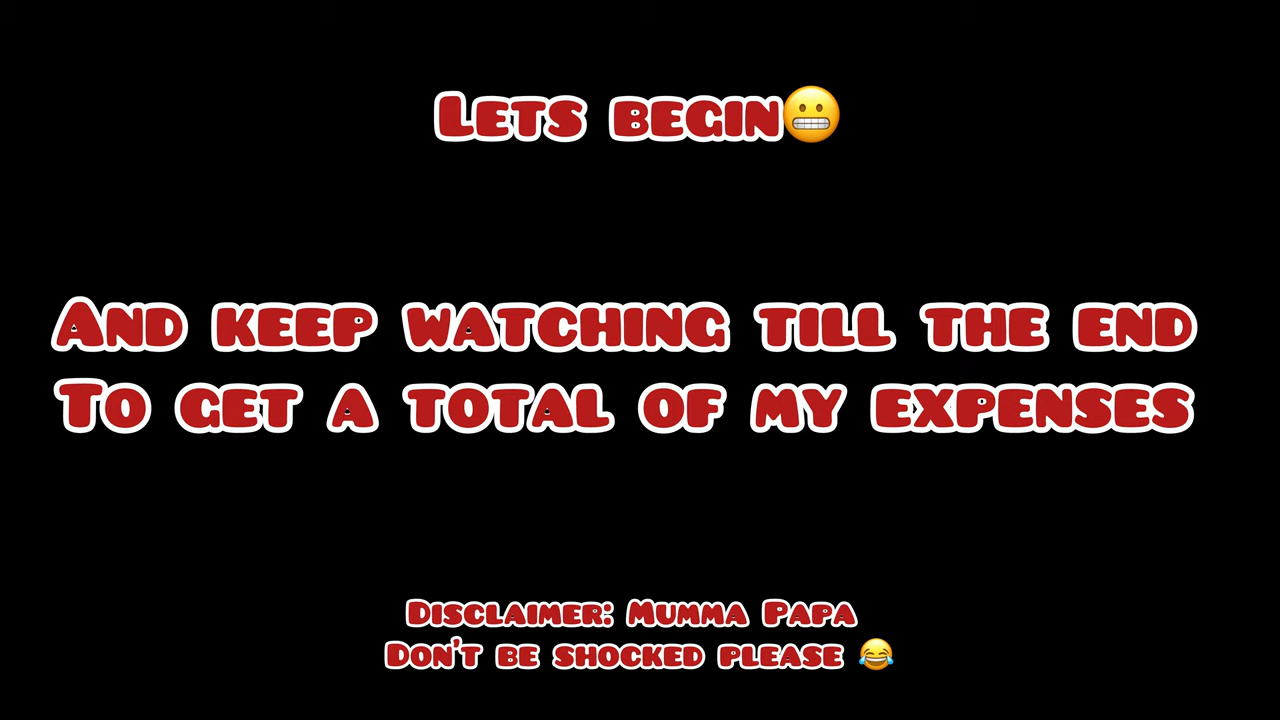 Lets begin😬
And keep watching till the end
To get a total of my expenses
Disclaimer: Mumma Papa
Don't be shocked please 😂